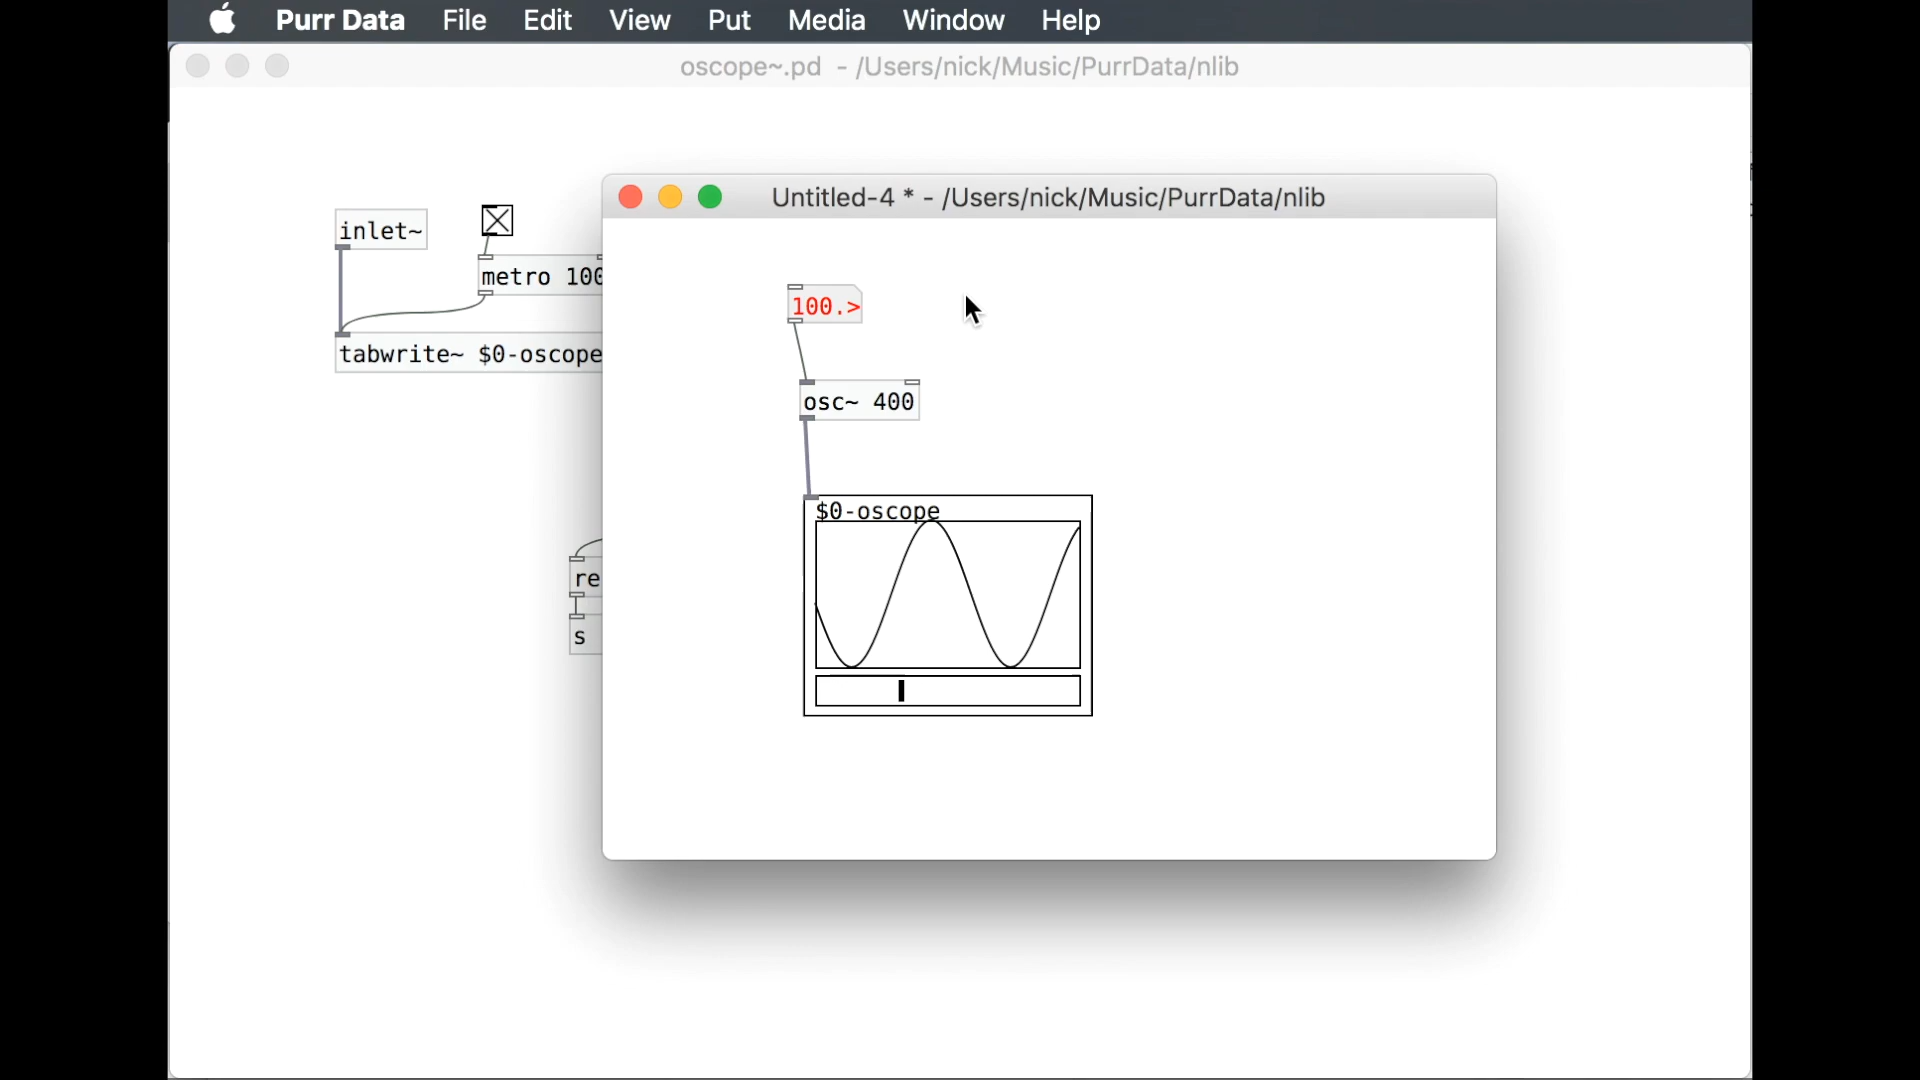 Purr Data File Edit View Put Media Window Help
oscope~.pd - /Users/nick/Music/PurrData/nlib
Untitled-4 * - /Users/nick/Music/PurrData/nlib
inlet~
metro 100
tabwrite~ $0-oscope
re
s
100.>
osc~ 400
$0-oscope